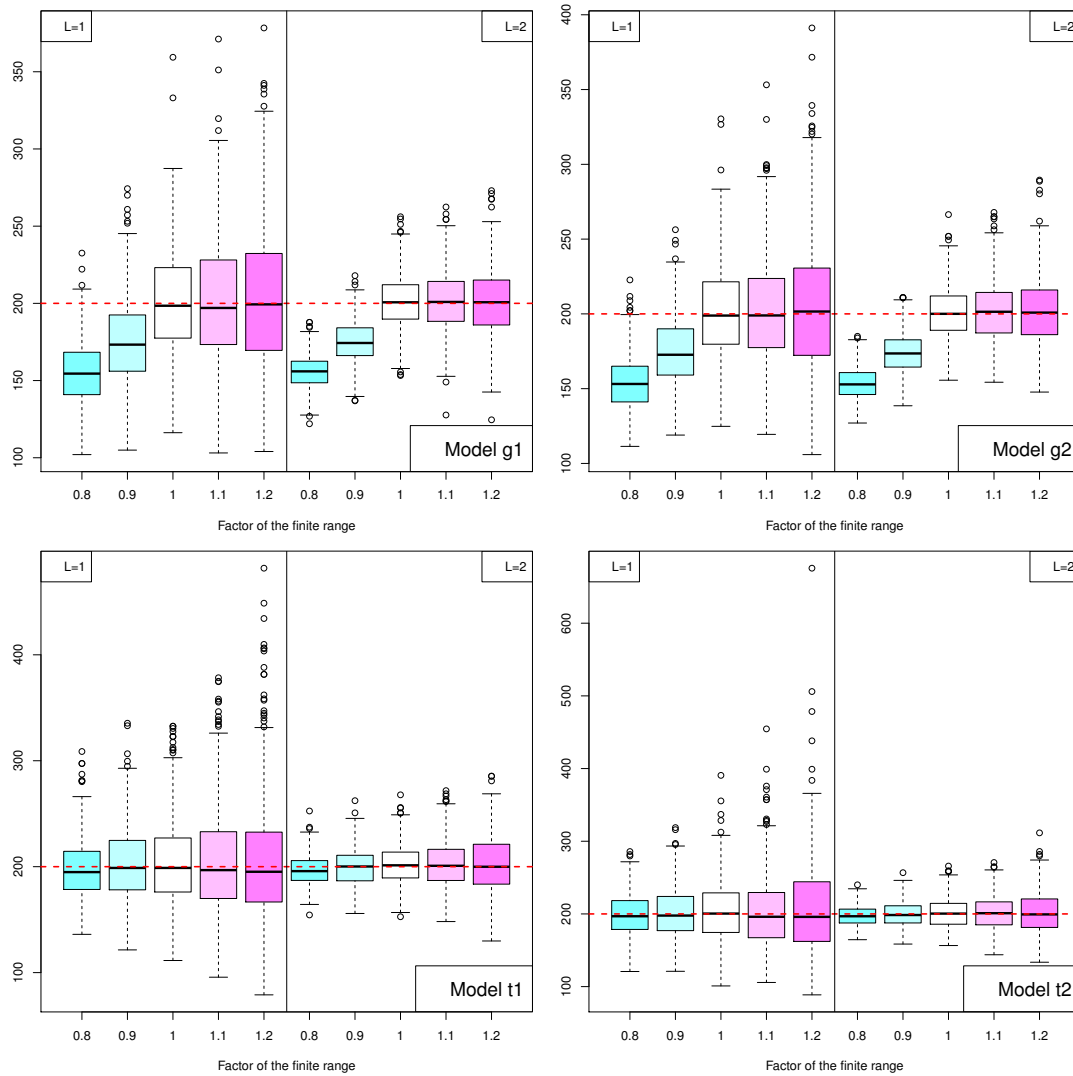 L=1
L=2
350
300
250
200
150
100
Model g1
0.8 0.9 1 1.1 1.2 0.8 0.9 1 1.1 1.2
Factor of the finite range
L=1
L=2
400
350
300
250
200
150
100
Model g2
0.8 0.9 1 1.1 1.2 0.8 0.9 1 1.1 1.2
Factor of the finite range
L=1
L=2
400
300
200
100
Model t1
0.8 0.9 1 1.1 1.2 0.8 0.9 1 1.1 1.2
Factor of the finite range
L=1
L=2
600
500
400
300
200
100
Model t2
0.8 0.9 1 1.1 1.2 0.8 0.9 1 1.1 1.2
Factor of the finite range